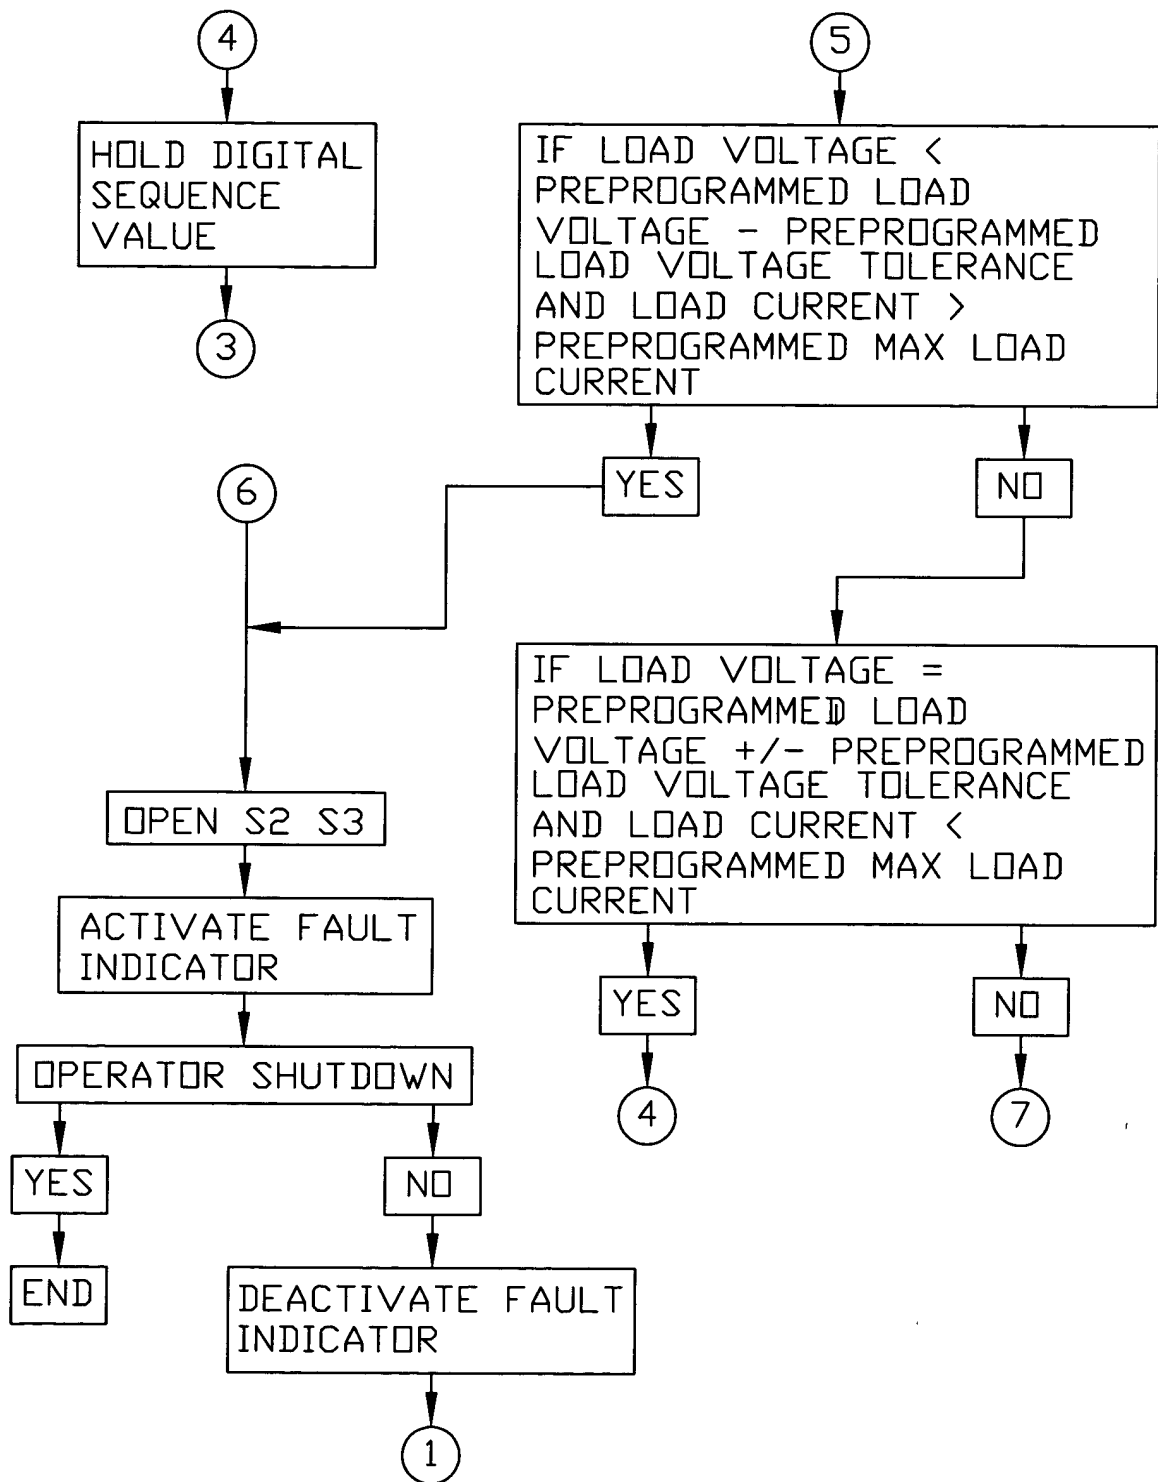 4
HOLD DIGITAL
SEQUENCE
VALUE
3
5
IF LOAD VOLTAGE <
PREPROGRAMMED LOAD
VOLTAGE - PREPROGRAMMED
LOAD VOLTAGE TOLERANCE
AND LOAD CURRENT >
PREPROGRAMMED MAX LOAD
CURRENT
YES
NO
6
IF LOAD VOLTAGE =
PREPROGRAMMED LOAD
VOLTAGE +/- PREPROGRAMMED
LOAD VOLTAGE TOLERANCE
AND LOAD CURRENT <
PREPROGRAMMED MAX LOAD
CURRENT
YES
NO
4
7
OPEN S2 S3
ACTIVATE FAULT
INDICATOR
OPERATOR SHUTDOWN
YES
NO
END
DEACTIVATE FAULT
INDICATOR
1